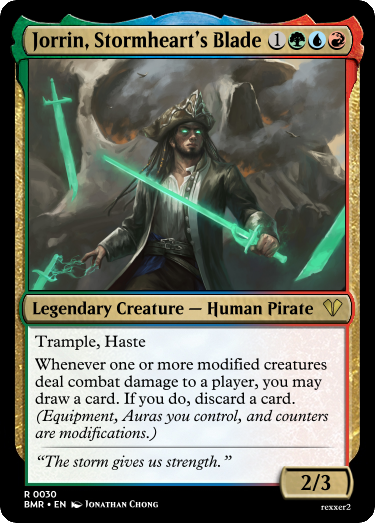 Jorrin, Stormheart's Blade 1
Legendary Creature — Human Pirate
Trample, Haste
Whenever one or more modified creatures
deal combat damage to a player, you may
draw a card. If you do, discard a card.
(Equipment, Auras you control, and counters
are modifications.)
"The storm gives us strength."
2/3
R 0030
BMR • EN Jonathan Chong
rexxer2